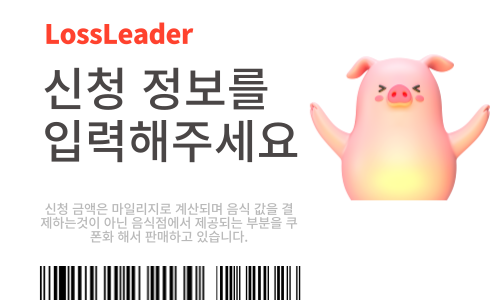 LossLeader
신청 정보를
입력해주세요
신청 금액은 마일리지로 계산되며 음식 값을 결
제하는것이 아닌 음식점에서 제공되는 부분을 쿠
폰화 해서 판매하고 있습니다.